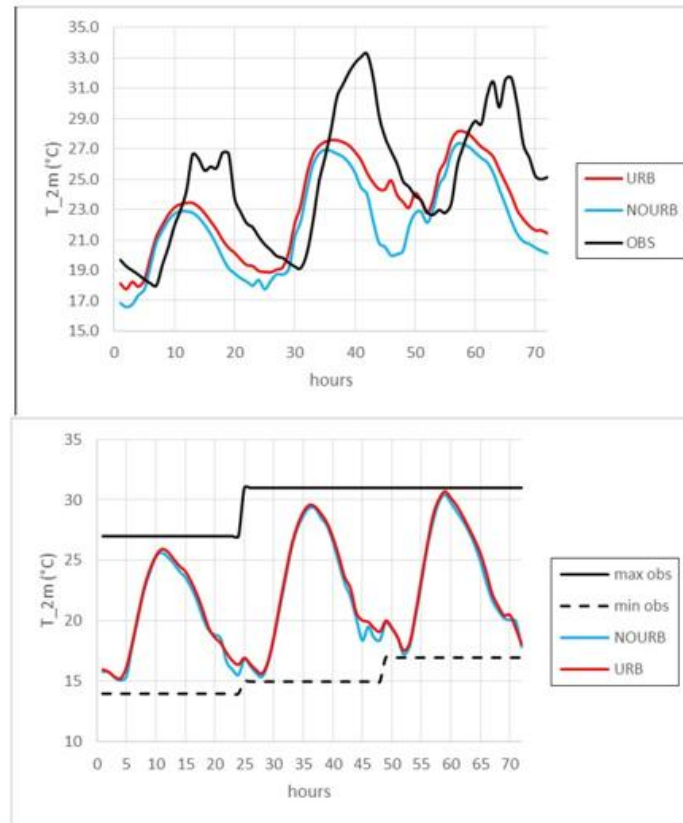 T_2m (°C)
35.0
33.0
31.0
29.0
27.0
25.0
23.0
21.0
19.0
17.0
15.0
0 10 20 30 40 50 60 70
hours
URB
NOURB
OBS
T_2m (°C)
35
30
25
20
15
10
0 5 10 15 20 25 30 35 40 45 50 55 60 65 70
hours
max obs
min obs
NOURB
URB